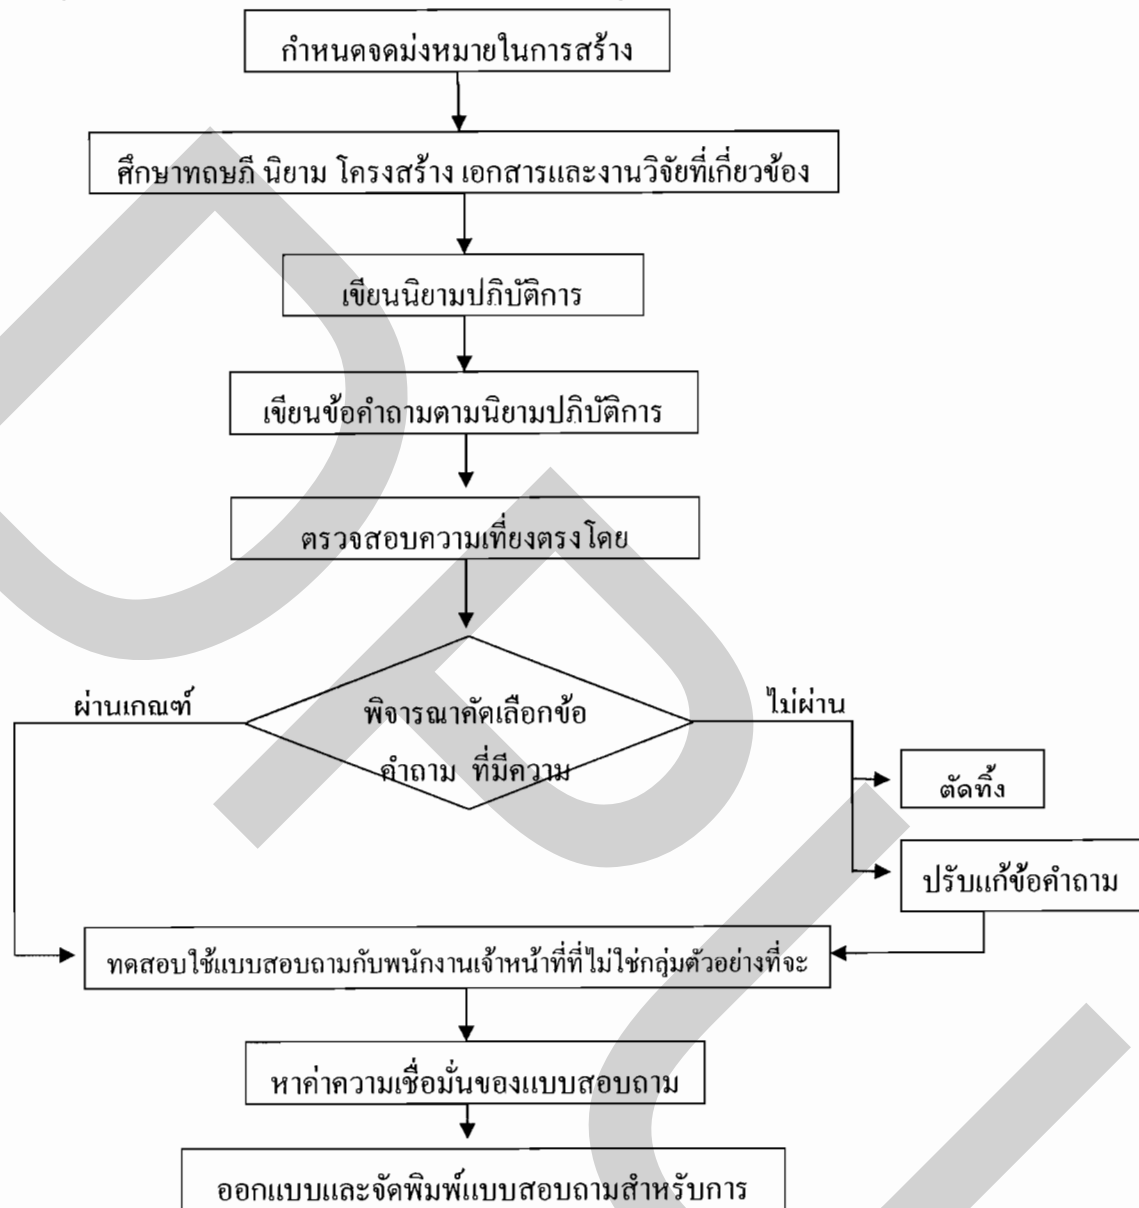 กำหนดจดม่งหมายในการสร้าง
ศึกษาทฤษภี นิยาม โครงสร้าง เอกสารและงานวิจัยที่เกี่ยวข้อง
เขียนนิยามปภิบัติการ
เขียนข้อคำถามตามนิยามปภิบัติการ
ตรวจสอบความเที่ยงตรงโดย
ผ่านเกณฑ์
พิจารณาคัดเลือกข้อ
คำถาม ที่มีความ
ไม่ผ่าน
ตัดทิ้ง
ปรับแก้ข้อคำถาม
ทดสอบใช้แบบสอบถามกับพนักงานเจ้าหน้าที่ที่ไม่ใช่กลุ่มตัวอย่างที่จะ
หาค่าความเชื่อมั่นของแบบสอบถาม
ออกแบบและจัดพิมพ์แบบสอบถามสำหรับการ